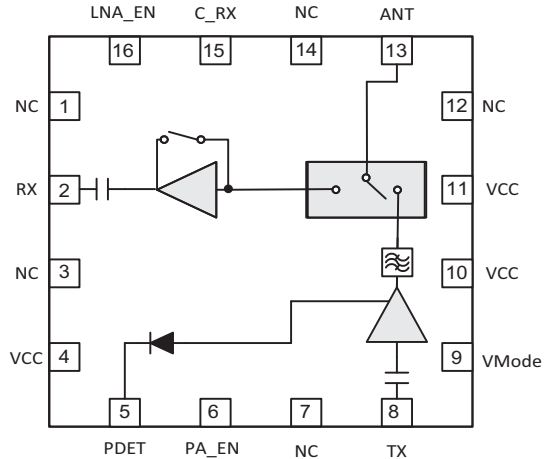 LNA_EN C_RX NC ANT
16 15 14 13
NC 1 12 NC
RX 2 11 VCC
NC 3 10 VCC
VCC 4 9 VMode
5 6 7 8
PDET PA_EN NC TX